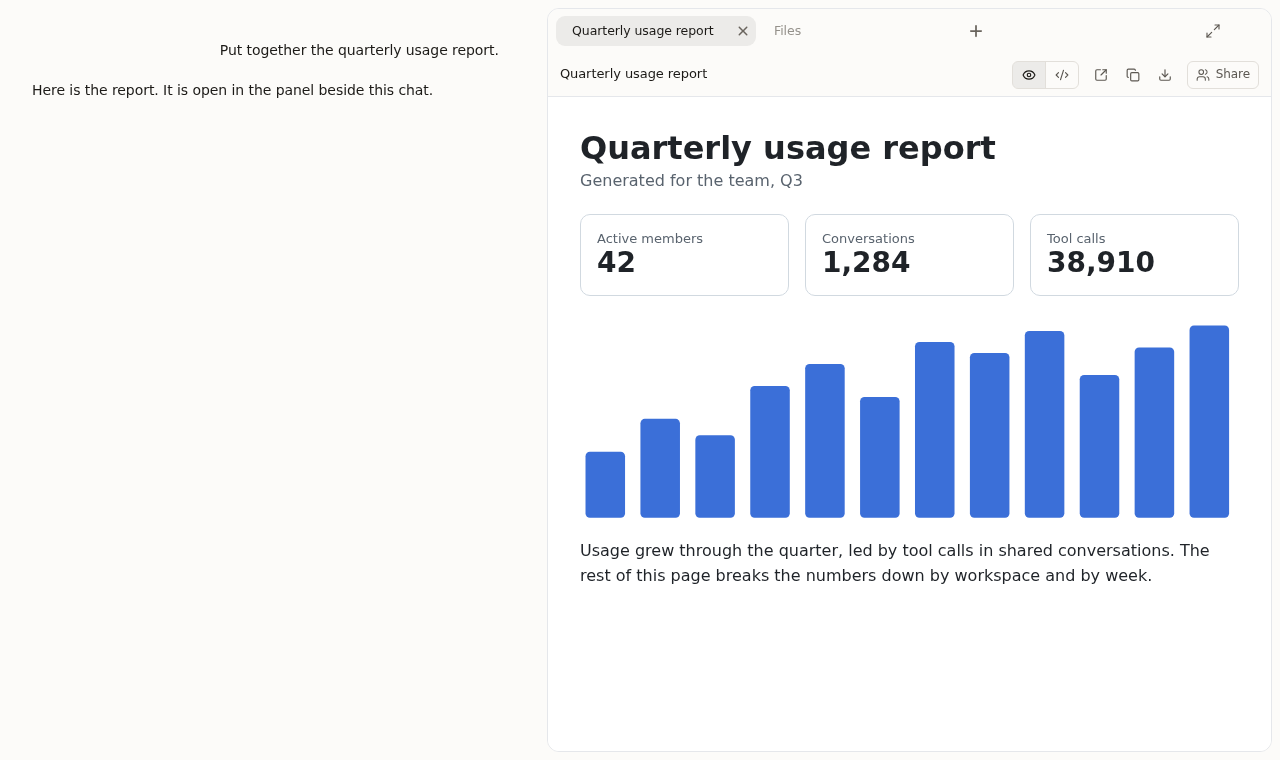 Put together the quarterly usage report.
Here is the report. It is open in the panel beside this chat.
Quarterly usage report
Files
Quarterly usage report
Share
Quarterly usage report
Generated for the team, Q3
Active members
42
Conversations
1,284
Tool calls
38,910
Usage grew through the quarter, led by tool calls in shared conversations. The
rest of this page breaks the numbers down by workspace and by week.